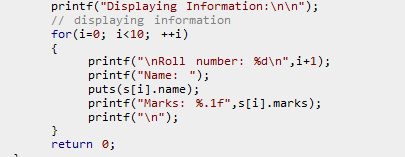 printf("Displaying Information:\n\n");
// displaying information
for(i=0; i<10; ++i)
{
printf("\nRoll number: %d\n",i+1);
printf("Name: ");
puts(s[i].name);
printf("Marks: %.1f",s[i].marks);
printf("\n");
}
return 0;